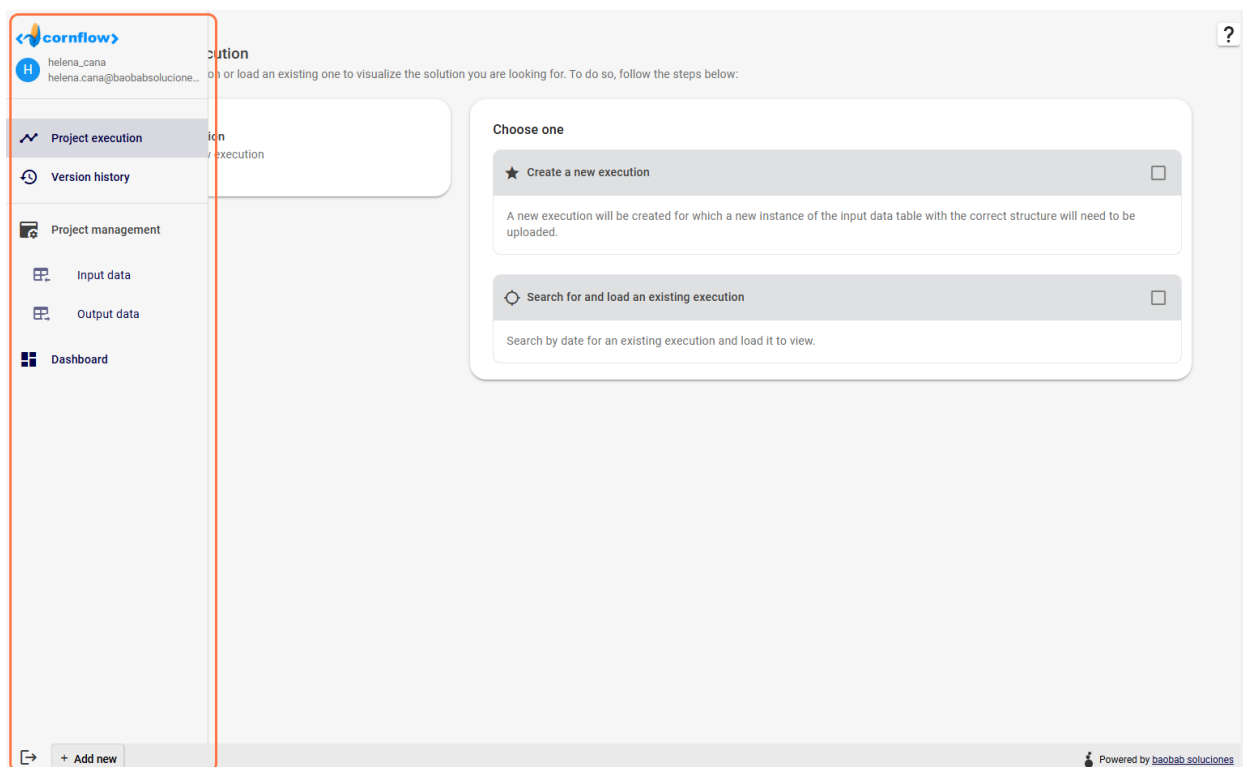 cornflow
H
helena_cana
helena.cana@baobabsolucione...
Project execution
Version history
Project management
Input data
Output data
Dashboard
+ Add new
?
cution
on or load an existing one to visualize the solution you are looking for. To do so, follow the steps below:
ion
execution
Choose one
Create a new execution
A new execution will be created for which a new instance of the input data table with the correct structure will need to be
uploaded.
Search for and load an existing execution
Search by date for an existing execution and load it to view.
Powered by baobab soluciones